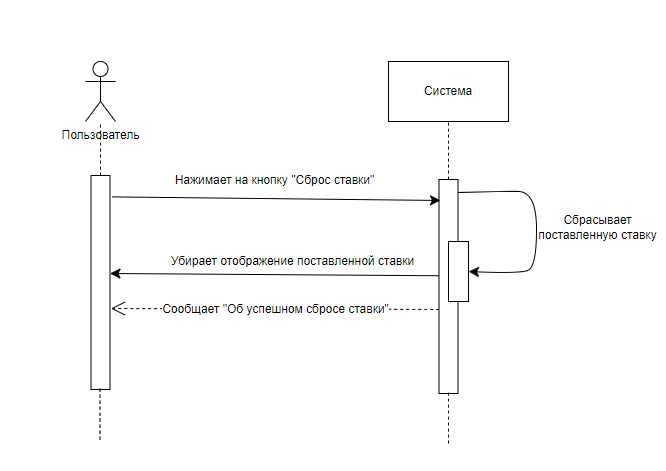 Пользователь
Система
Нажимает на кнопку "Сброс ставки"
Сбрасывает
поставленную ставку
Убирает отображение поставленной ставки
Сообщает "Об успешном сбросе ставки"